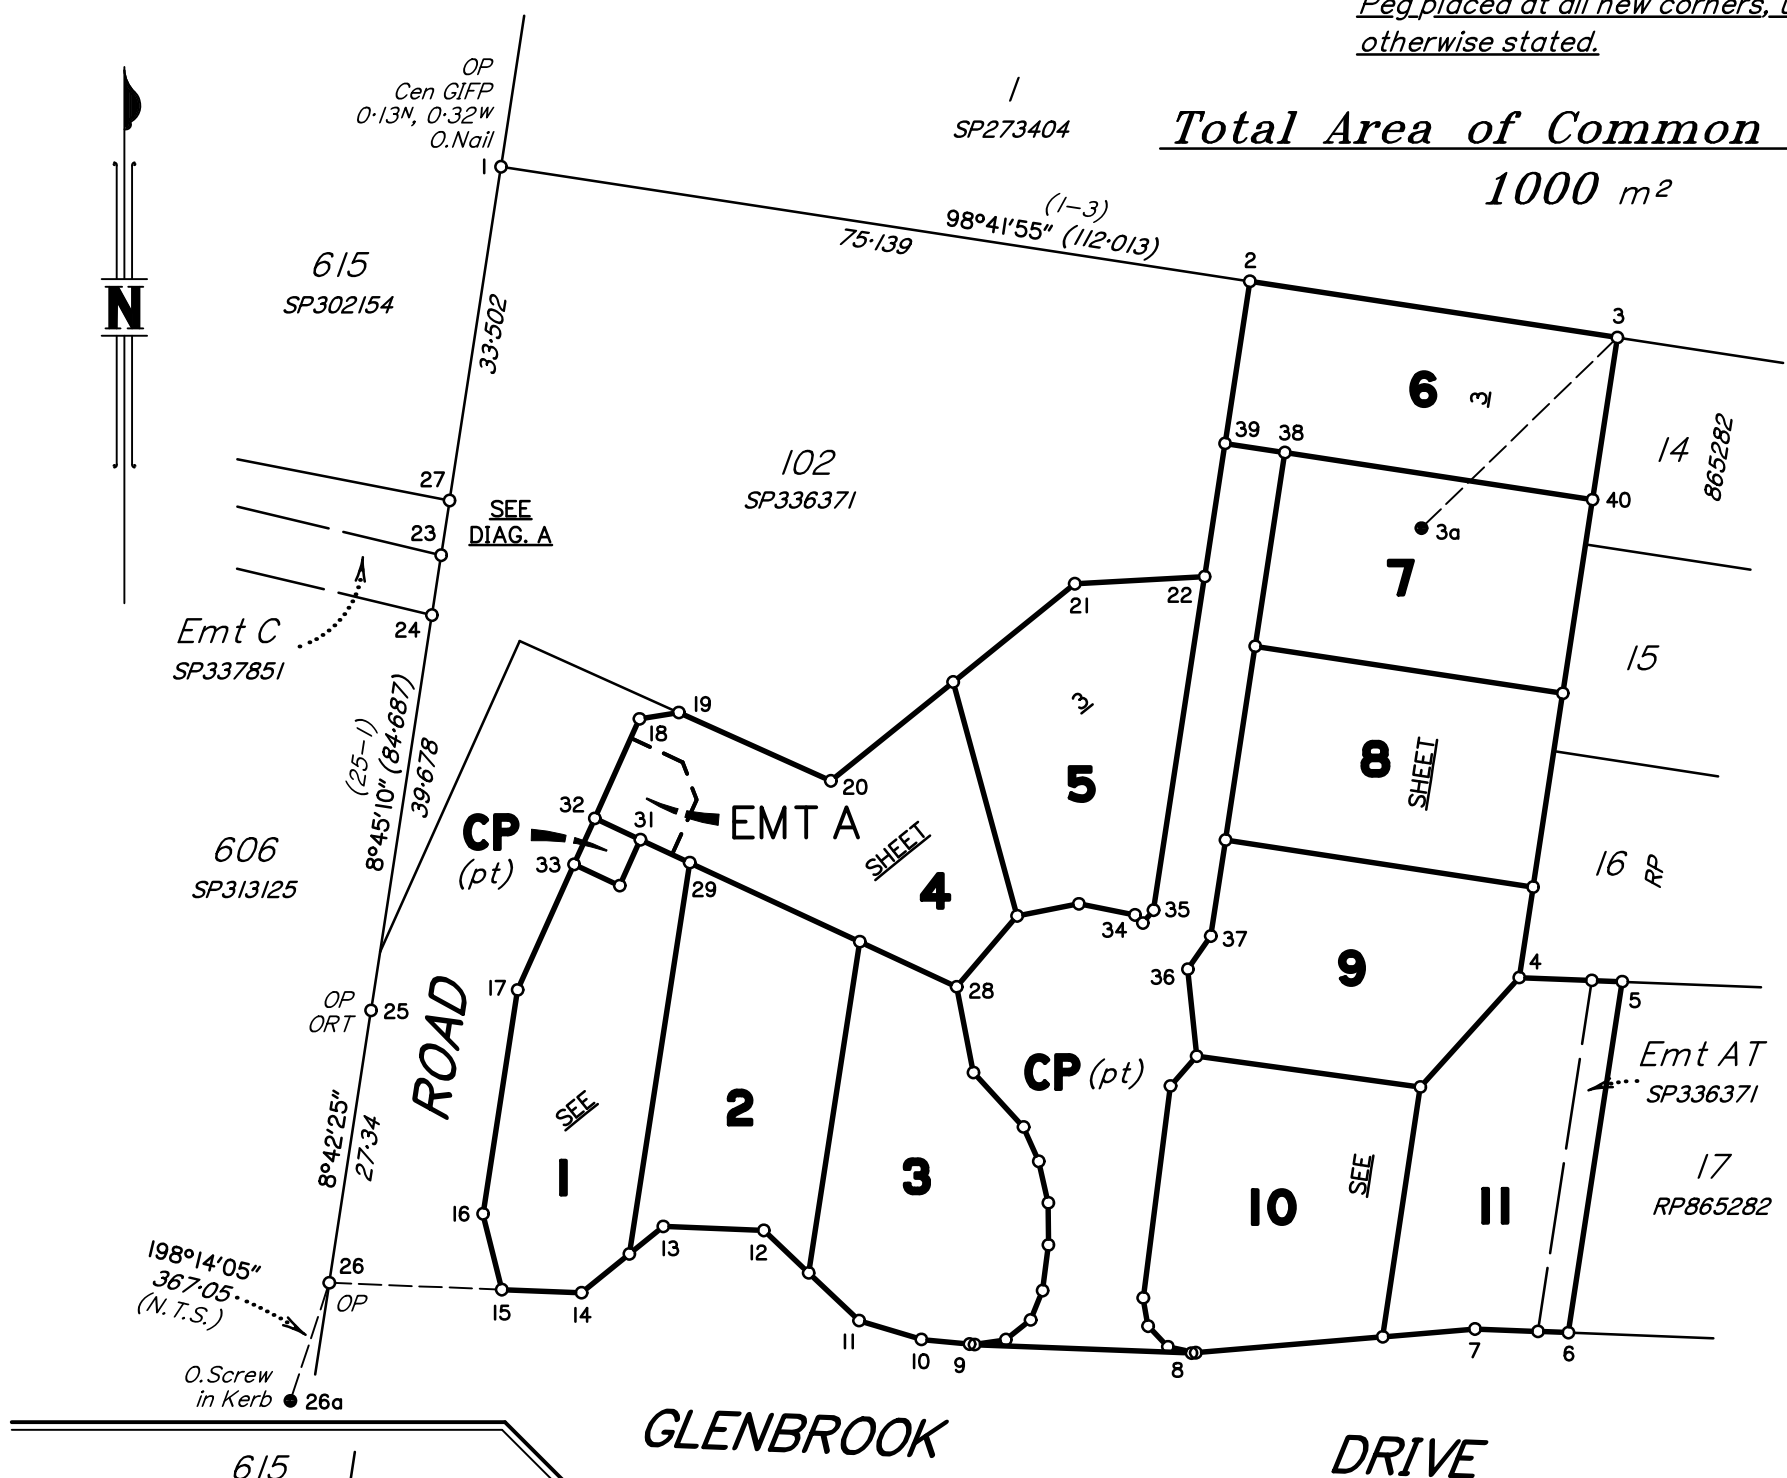 Peg placed at all new corners,
otherwise stated.
OP
Cen GIFP
0·13N, 0·32W
O.Nail
1
1
SP273404
Total Area of Common
1000 m²
(1-3)
98°41'55" (112·013)
75·139
2
3
615
SP302154
33·502
N
6
3
14
865282
39
38
40
102
SP336371
27
SEE
DIAG. A
23
3a
7
24
Emt C
SP337851
21
22
15
(25-1)
8°45'10" (84·687)
39·678
19
18
3
20
5
8
SHEET
32
31
EMT A
CP
(pt)
33
29
SHEET
4
606
SP313125
16
RP
34
35
37
36
9
4
5
17
28
OP
ORT
25
ROAD
CP (pt)
Emt AT
SP336371
SEE
1
2
3
SEE
10
11
17
RP865282
8°42'25"
27·34
16
13
12
198°14'05"
367·05
(N.T.S.)
26
OP
15
14
11
10
9
8
7
6
O.Screw
in Kerb
26a
GLENBROOK DRIVE
615